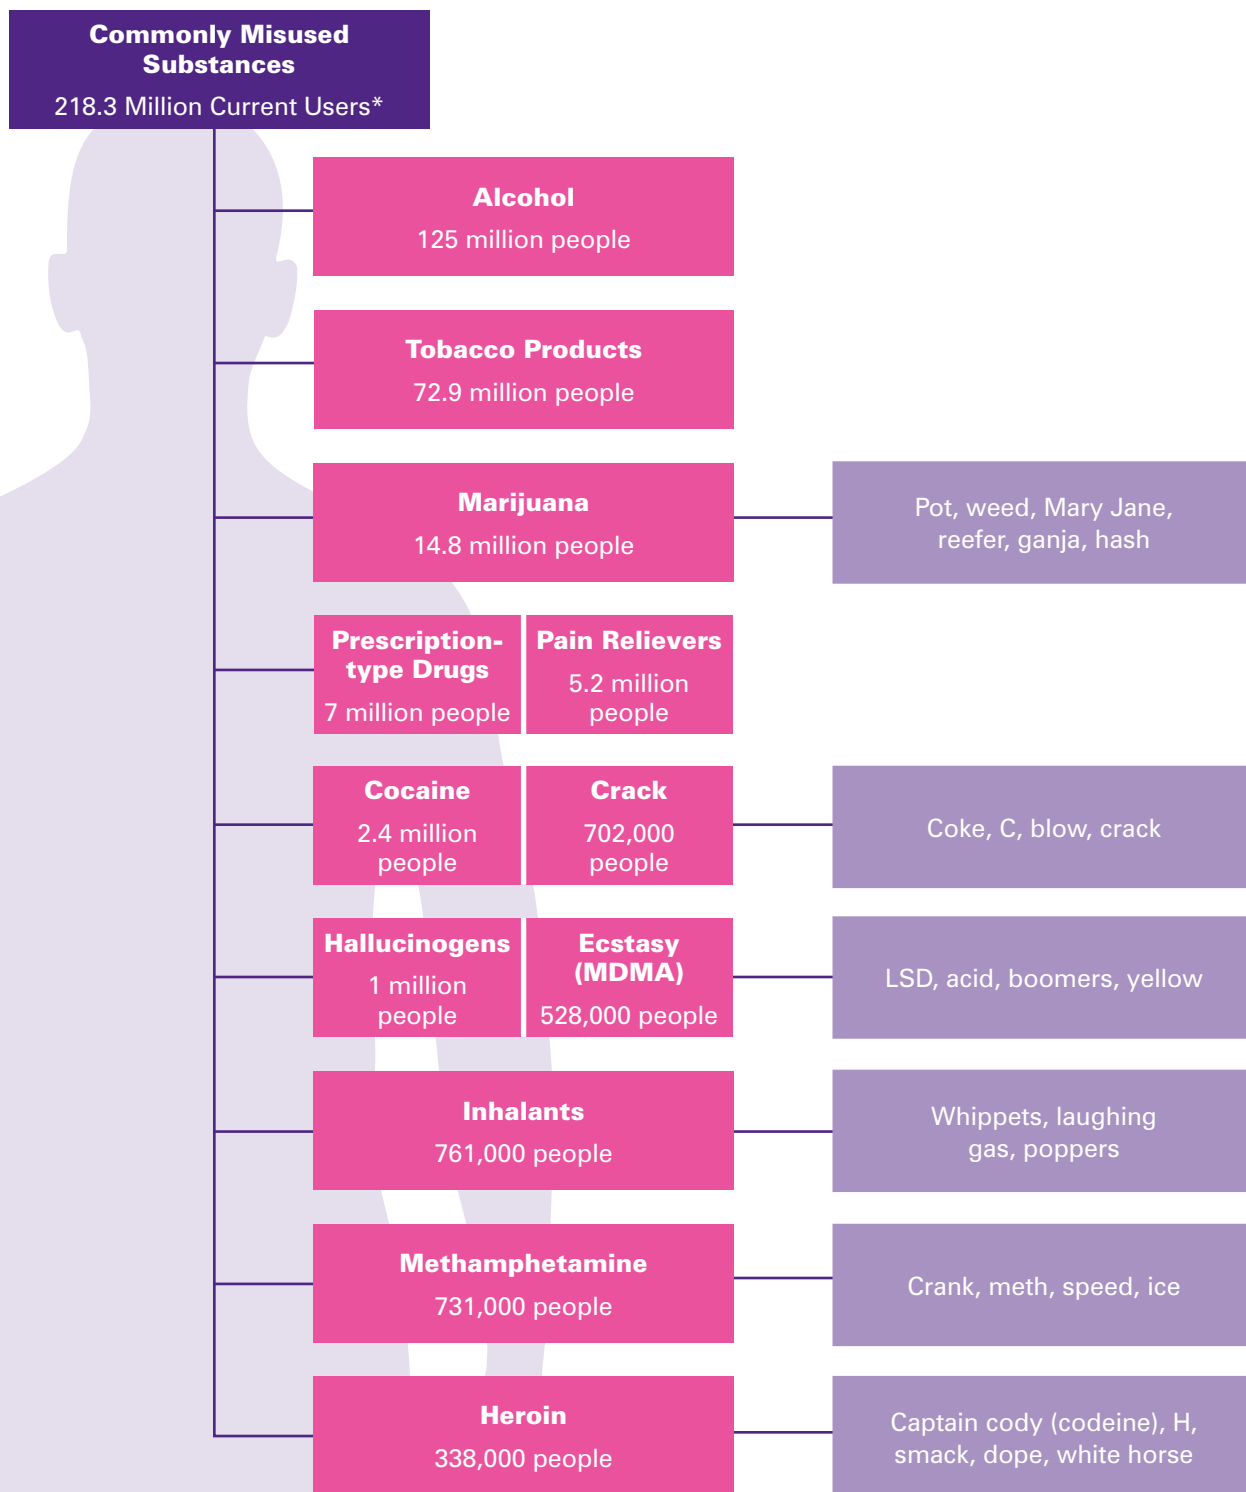 Commonly Misused
Substances
218.3 Million Current Users*
Alcohol
125 million people
Tobacco Products
72.9 million people
Marijuana
14.8 million people
Pot, weed, Mary Jane,
reefer, ganja, hash
Prescription-
type Drugs
7 million people
Pain Relievers
5.2 million
people
Cocaine
2.4 million
people
Crack
702,000
people
Coke, C, blow, crack
Hallucinogens
1 million
people
Ecstasy
(MDMA)
528,000 people
LSD, acid, boomers, yellow
Inhalants
761,000 people
Whippets, laughing
gas, poppers
Methamphetamine
731,000 people
Crank, meth, speed, ice
Heroin
338,000 people
Captain cody (codeine), H,
smack, dope, white horse